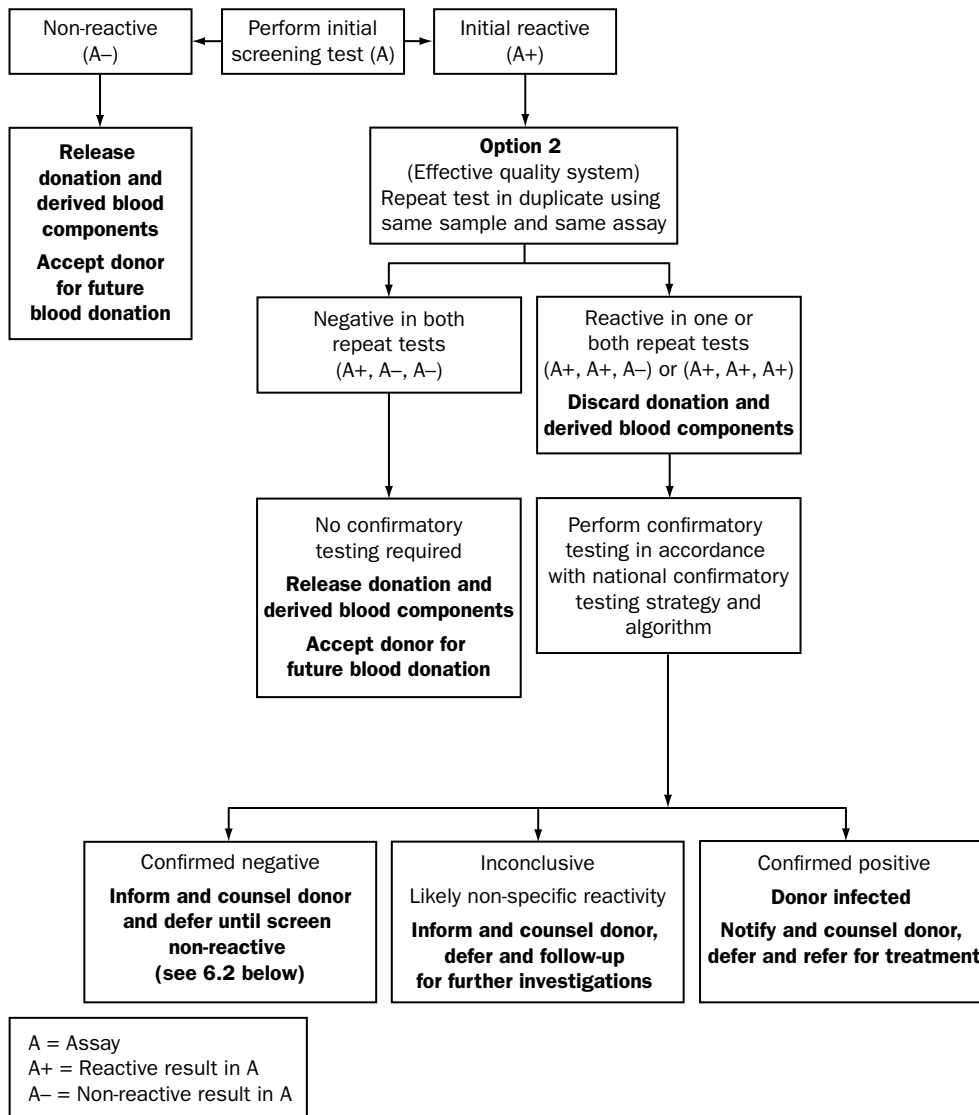 Non-reactive
(A–)
Perform initial
screening test (A)
Initial reactive
(A+)
Release
donation and
derived blood
components
Accept donor
for future
blood donation
Option 2
(Effective quality system)
Repeat test in duplicate using
same sample and same assay
Negative in both
repeat tests
(A+, A–, A–)
Reactive in one or
both repeat tests
(A+, A+, A–) or (A+, A+, A+)
Discard donation and
derived blood components
No confirmatory
testing required
Release donation and
derived blood components
Accept donor for
future blood donation
Perform confirmatory
testing in accordance
with national confirmatory
testing strategy and
algorithm
Confirmed negative
Inform and counsel donor
and defer until screen
non-reactive
(see 6.2 below)
Inconclusive
Likely non-specific reactivity
Inform and counsel donor,
defer and follow-up
for further investigations
Confirmed positive
Donor infected
Notify and counsel donor,
defer and refer for treatment
A = Assay
A+ = Reactive result in A
A– = Non-reactive result in A